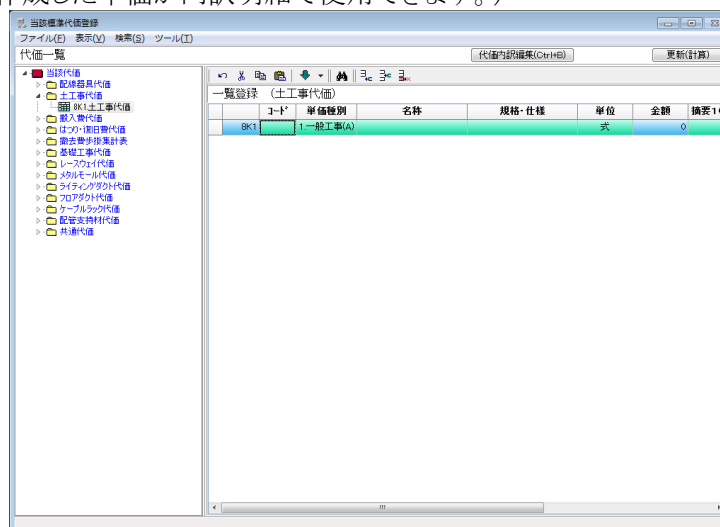 作成した単価が内訳明細で使用できます。)
当該標準代価登録
ファイル(F) 表示(V) 検索(S) ツール(T)
代価一覧
代価内訳編集(Ctrl+B)
更新(計算)
当該代価
配線器具代価
土工事代価
8K1 土工事代価
搬入費代価
はつり・復旧費代価
撤去費歩掛集計表
基礎工事代価
レースウェイ代価
メタルモール代価
ライティングダクト代価
フロアダクト代価
ケーブルラック代価
配管支持材代価
共通代価
一覧登録 (土工事代価)
コード 単価種別 名称 規格・仕様 単位 金額 摘要1
8K1 1.一般工事(A) 式 0